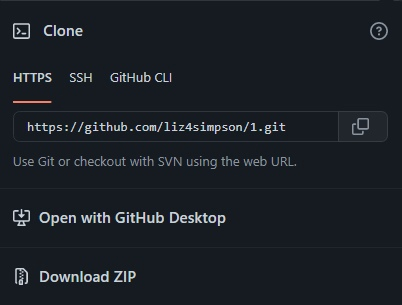 Clone
HTTPS SSH GitHub CLI
https://github.com/liz4simpson/1.git
Use Git or checkout with SVN using the web URL.
Open with GitHub Desktop
Download ZIP